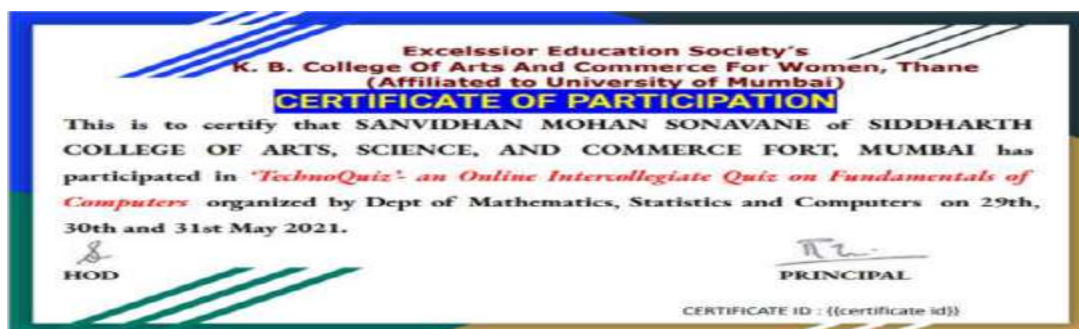 Excelssior Education Society's
K. B. College Of Arts And Commerce For Women, Thane
(Affiliated to University of Mumbai)
CERTIFICATE OF PARTICIPATION
This is to certify that SANVIDHAN MOHAN SONAVANE of SIDDHARTH
COLLEGE OF ARTS, SCIENCE, AND COMMERCE FORT, MUMBAI has
participated in 'TechnoQuiz'- an Online Intercollegiate Quiz on Fundamentals of
Computers organized by Dept of Mathematics, Statistics and Computers on 29th,
30th and 31st May 2021.
HOD
PRINCIPAL
CERTIFICATE ID : {{certificate id}}